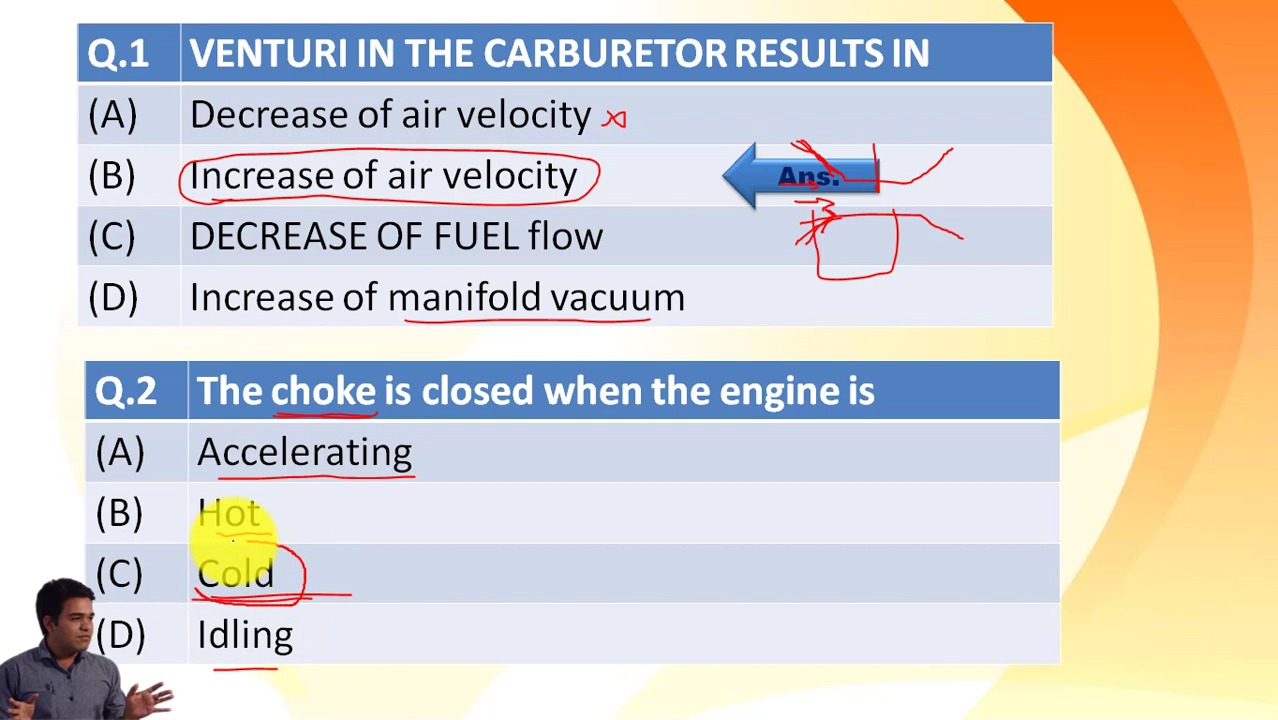 Q.1 VENTURI IN THE CARBURETOR RESULTS IN
(A) Decrease of air velocity
(B) Increase of air velocity
Ans.
(C) DECREASE OF FUEL flow
(D) Increase of manifold vacuum
Q.2 The choke is closed when the engine is
(A) Accelerating
(B) Hot
(C) Cold
(D) Idling